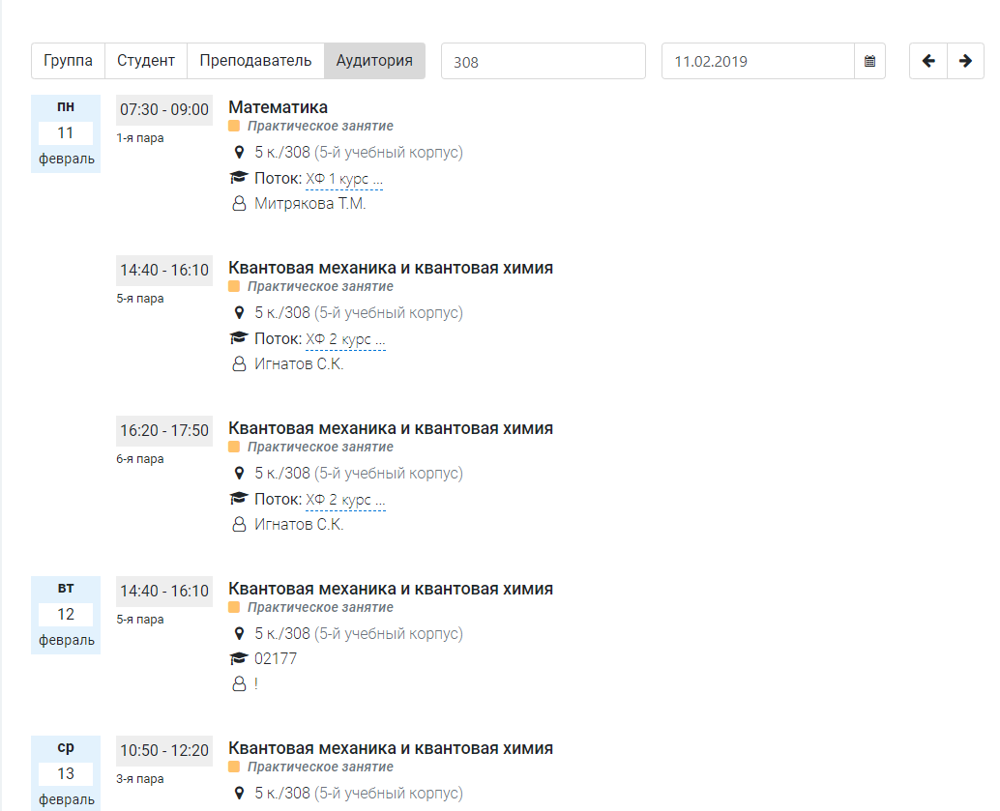 Группа Студент Преподаватель Аудитория 308 11.02.2019
пн 07:30 - 09:00 Математика
11 1-я пара Практическое занятие
февраль 5 к./308 (5-й учебный корпус)
Поток: ХФ 1 курс ...
Митрякова Т.М.
14:40 - 16:10 Квантовая механика и квантовая химия
5-я пара Практическое занятие
5 к./308 (5-й учебный корпус)
Поток: ХФ 2 курс ...
Игнатов С.К.
16:20 - 17:50 Квантовая механика и квантовая химия
6-я пара Практическое занятие
5 к./308 (5-й учебный корпус)
Поток: ХФ 2 курс ...
Игнатов С.К.
вт 14:40 - 16:10 Квантовая механика и квантовая химия
12 5-я пара Практическое занятие
февраль 5 к./308 (5-й учебный корпус)
02177
!
ср 10:50 - 12:20 Квантовая механика и квантовая химия
13 3-я пара Практическое занятие
февраль 5 к./308 (5-й учебный корпус)